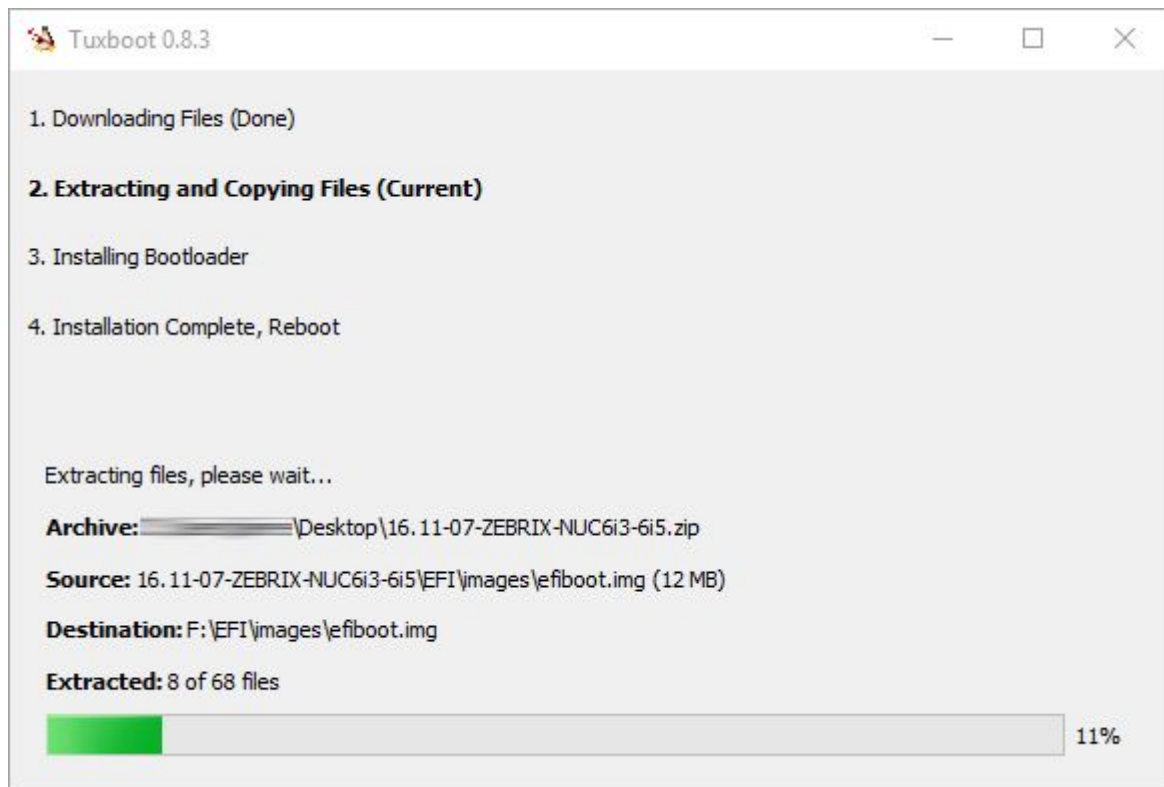 Tuxboot 0.8.3
1. Downloading Files (Done)
2. Extracting and Copying Files (Current)
3. Installing Bootloader
4. Installation Complete, Reboot
Extracting files, please wait...
Archive: \Desktop\16.11-07-ZEBRIX-NUC6i3-6i5.zip
Source: 16.11-07-ZEBRIX-NUC6i3-6i5\EFI\images\efiboot.img (12 MB)
Destination: F:\EFI\images\efiboot.img
Extracted: 8 of 68 files
11%